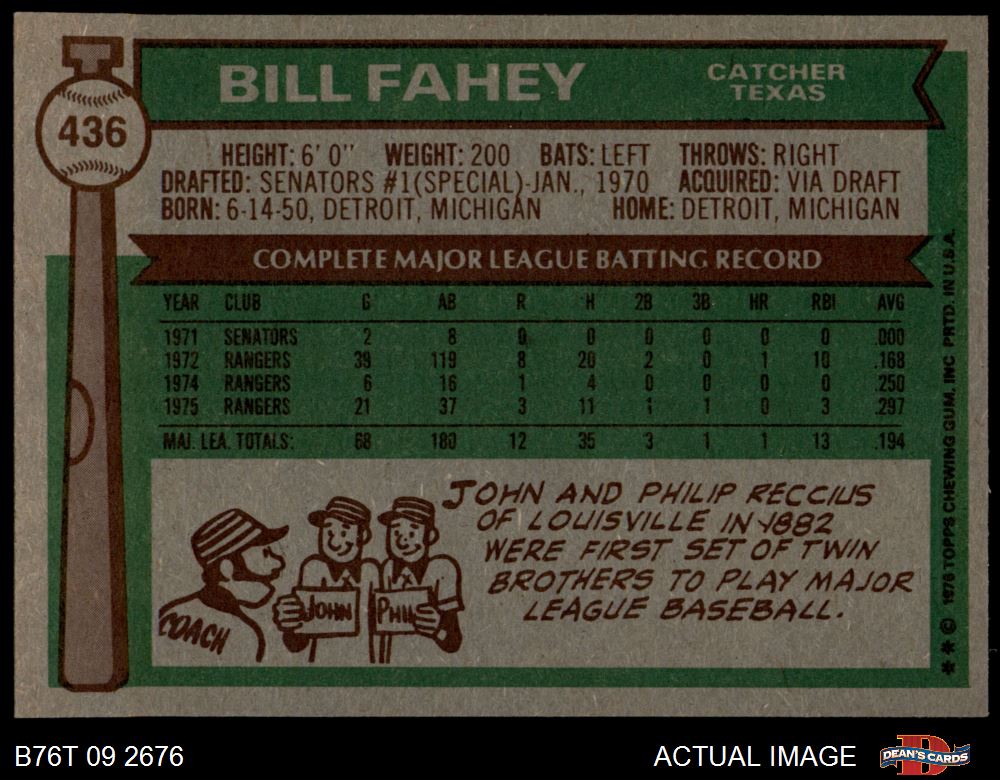 436
BILL FAHEY
CATCHER
TEXAS
HEIGHT: 6' 0" WEIGHT: 200 BATS: LEFT THROWS: RIGHT
DRAFTED: SENATORS #1(SPECIAL)-JAN., 1970 ACQUIRED: VIA DRAFT
BORN: 6-14-50, DETROIT, MICHIGAN HOME: DETROIT, MICHIGAN
COMPLETE MAJOR LEAGUE BATTING RECORD
YEAR CLUB G AB R H 2B 3B HR RBI AVG
1971 SENATORS 2 8 0 0 0 0 0 0 .000
1972 RANGERS 39 119 8 20 2 0 1 10 .168
1974 RANGERS 6 16 1 4 0 0 0 0 .250
1975 RANGERS 21 37 3 11 1 1 0 3 .297
MAJ. LEA. TOTALS: 68 180 12 35 3 1 1 13 .194
JOHN AND PHILIP RECCIUS
OF LOUISVILLE IN 1882
WERE FIRST SET OF TWIN
BROTHERS TO PLAY MAJOR
LEAGUE BASEBALL.
COACH
JOHN
PHIL
** © 1976 TOPPS CHEWING GUM, INC PRTD. IN U.S.A.
B76T 09 2676
ACTUAL IMAGE
DEAN'S CARDS